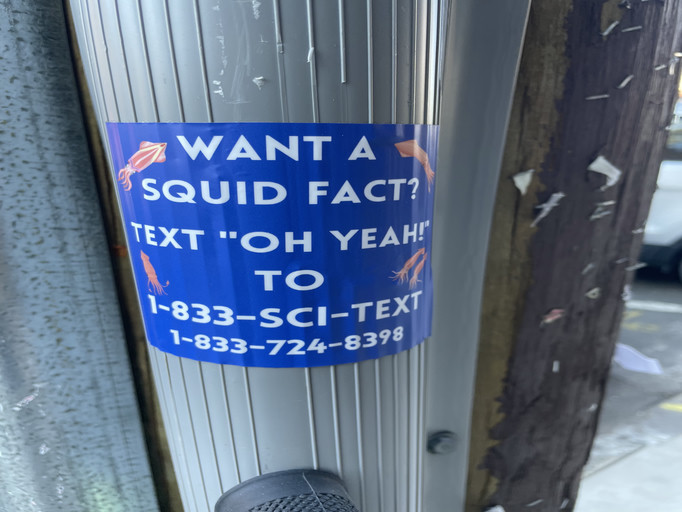 WANT A
SQUID FACT?
TEXT "OH YEAH!"
TO
1-833-SCI-TEXT
1-833-724-8398